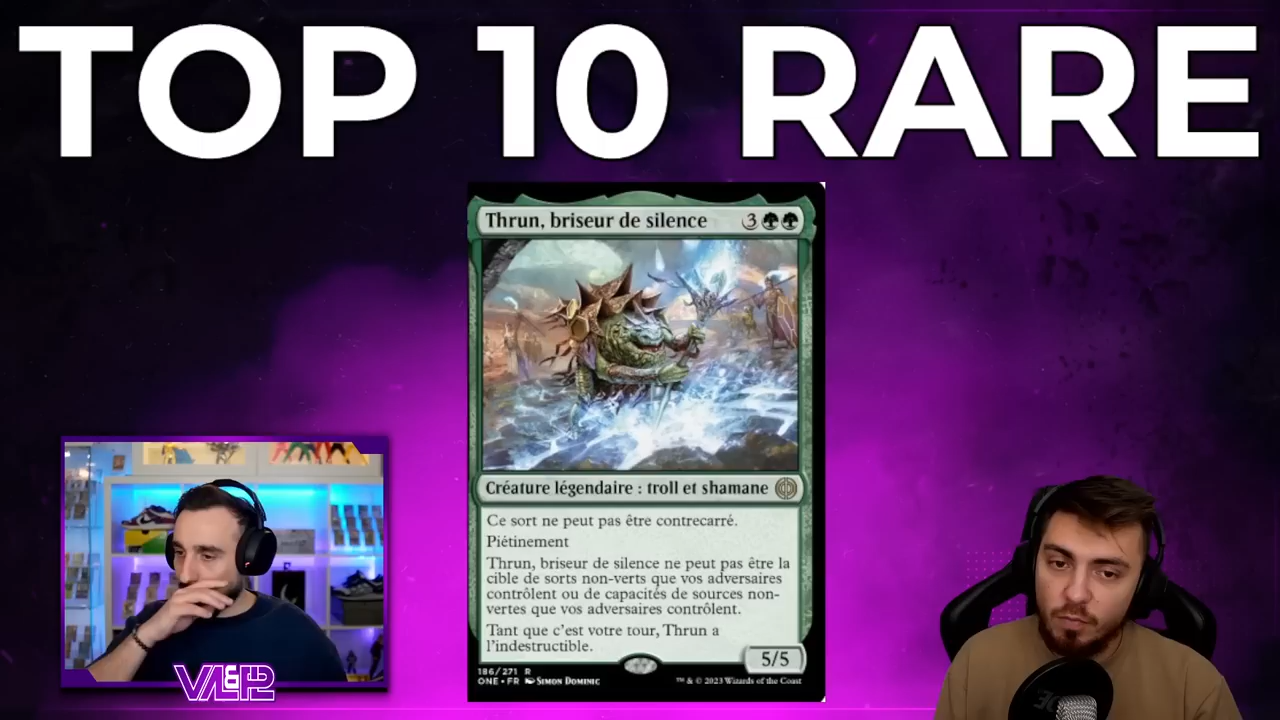 TOP 10 RARE
Thrun, briseur de silence 3
Créature légendaire : troll et shamane
Ce sort ne peut pas être contrecarré.
Piétinement
Thrun, briseur de silence ne peut pas être la
cible de sorts non-verts que vos adversaires
contrôlent ou de capacités de sources non-
vertes que vos adversaires contrôlent.
Tant que c'est votre tour, Thrun a
l'indestructible.
5/5
186/271 R
ONE • FR Simon Dominic
™ & © 2023 Wizards of the Coast